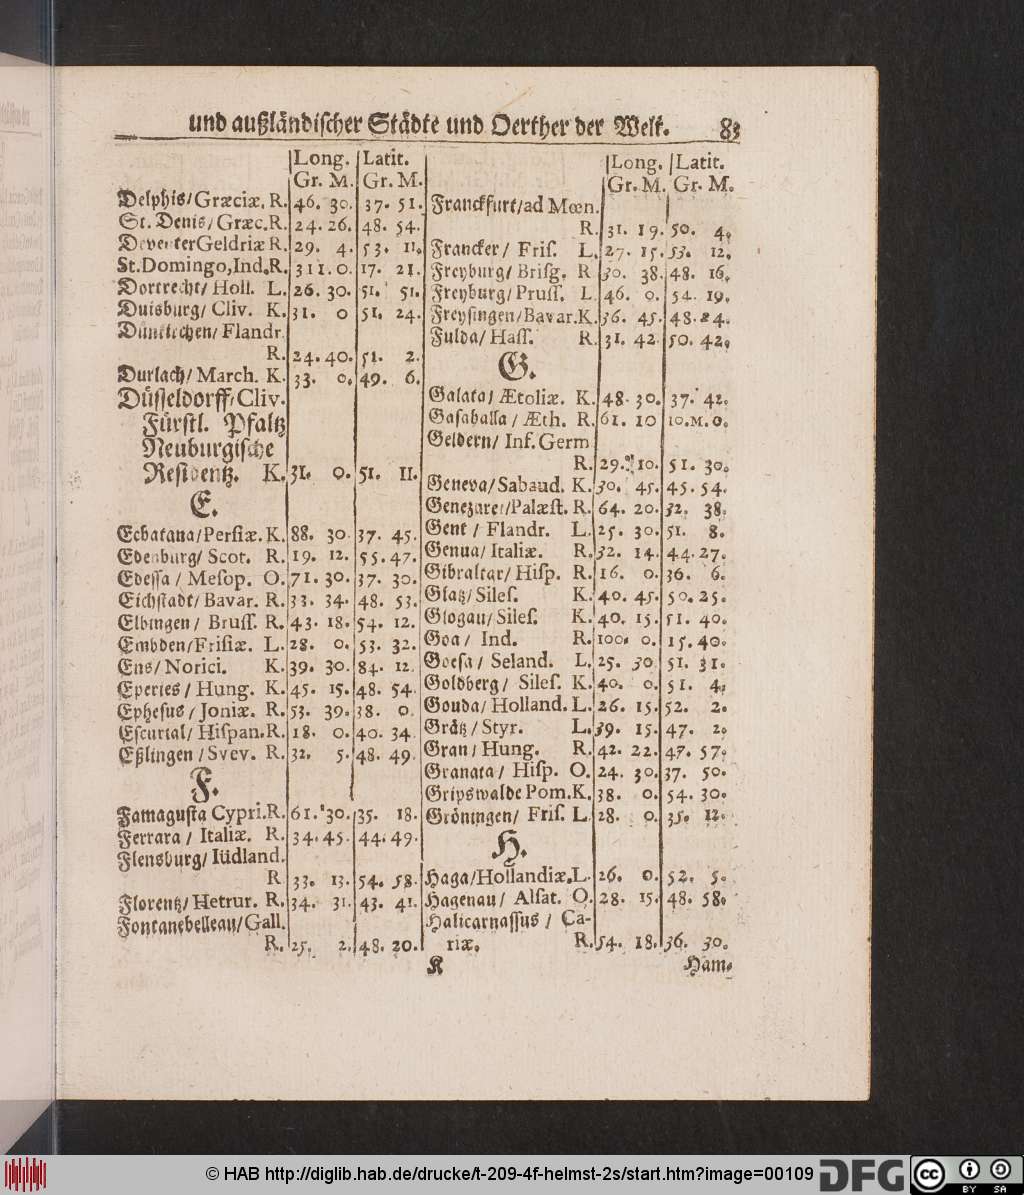 und außländischer Städte und Oerther der Welt. 83
Long. Latit.
Gr. M. Gr. M.
Delphis/Græciæ. R. 46. 30. 37. 51.
St. Denis/Græc. R. 24. 26. 48. 54.
Deventer Geldriæ R. 29. 4. 53. 11.
St. Domingo, Ind. R. 311. 0. 17. 21.
Dortrecht/ Holl. L. 26. 30. 51. 51.
Duisburg/ Cliv. K. 31. 0 51. 24.
Dünkirchen/ Flandr.
R. 24. 40. 51. 2.
Durlach/ March. K. 33. 0. 49. 6.
Düsseldorff/Cliv.
Fürstl. Pfaltz
Neuburgische
Residentz. K. 31. 0. 51. 11.
E.
Ecbatana/Persiæ. K. 88. 30. 37. 45.
Edenburg/ Scot. R. 19. 12. 55. 47.
Edessa / Mesop. O. 71. 30. 37. 30.
Eichstadt/ Bavar. R. 33. 34. 48. 53.
Elbingen / Bruss. R. 43. 18. 54. 12.
Embden/Frisiæ. L. 28. 0. 53. 32.
Ens/ Norici. K. 39. 30. 84. 12.
Eperies / Hung. K. 45. 15. 48. 54.
Ephesus / Joniæ. R. 53. 39. 38. 0.
Escurial/ Hispan. R. 18. 0. 40. 34.
Eßlingen / Svev. R. 32. 5. 48. 49.
F.
Famagusta Cypri. R. 61. 30. 35. 18.
Ferrara / Italiæ. R. 34. 45. 44. 49.
Flensburg/ Iüdland.
R 33. 13. 54. 58.
Florentz/ Hetrur. R. 34. 31. 43. 41.
Fontanebelleau/Gall.
R. 25. 2. 48. 20.
Long. Latit.
Gr. M. Gr. M.
Franckfurt/ad Mœn.
R. 31. 19. 50. 4.
Francker/ Fris. L. 27. 15. 53. 12.
Freyburg/ Brisg. R 30. 38. 48. 16.
Freyburg/ Pruss. L. 46. 0. 54. 19.
Freysingen/ Bavar. K. 36. 45. 48. 24.
Fulda/ Hass. R. 31. 42. 50. 42.
G.
Galata/ Ætoliæ. K. 48. 30. 37. 42.
Gasaballa / Æth. R. 61. 10 10. M. 0.
Geldern/ Inf. Germ
R. 29. 10. 51. 30.
Geneva/ Sabaud. K. 30. 45. 45. 54.
Genezaret/Palæst. R. 64. 20. 32. 38.
Gent / Flandr. L. 25. 30. 51. 8.
Genua/ Italiæ. R. 32. 14. 44. 27.
Gibraltar/ Hisp. R. 16. 0. 36. 6.
Glatz/ Siles. K. 40. 45. 50. 25.
Glogau/ Siles. K. 40. 15. 51. 40.
Goa / Ind. R. 100. 0. 15. 40.
Goesa / Seland. L. 25. 30 51. 31.
Goldberg/ Siles. K. 40. 0. 51. 4.
Gouda/ Holland. L. 26. 15. 52. 2.
Grätz/ Styr. L. 39. 15. 47. 2.
Gran / Hung. R. 42. 22. 47. 57.
Granata / Hisp. O. 24. 30. 37. 50.
Gripswalde Pom. K. 38. 0. 54. 30.
Gröningen/ Fris. L 28. 0. 35. 12.
H.
Haga/Hollandiæ. L. 26. 0. 52. 5.
Hagenau / Alsat. O. 28. 15. 48. 58.
Halicarnassus / Ca-
riæ. R. 54. 18. 36. 30.
K Ham-
© HAB http://diglib.hab.de/drucke/t-209-4f-helmst-2s/start.htm?image=00109 DFG cc BY SA